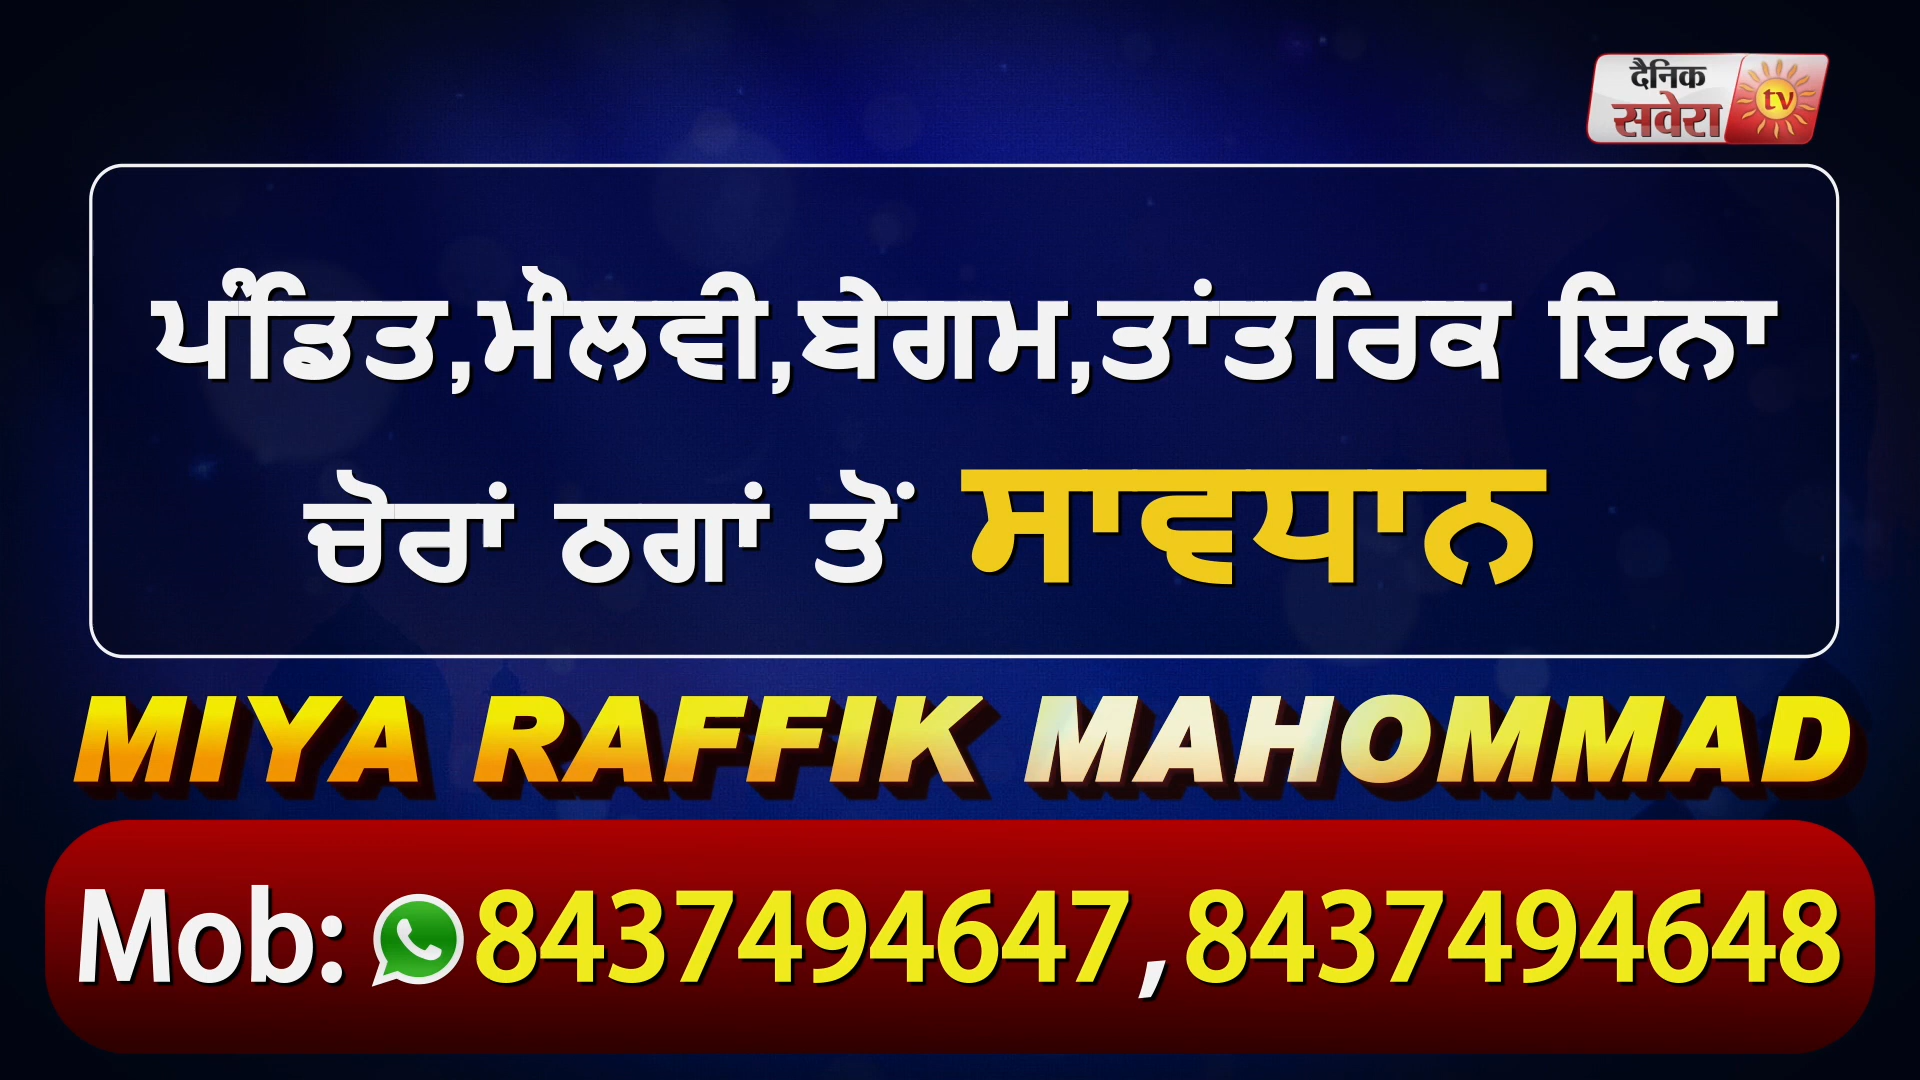 दैनिक
सवेरा tv
ਪੰਡਿਤ,ਮੌਲਵੀ,ਬੇਗਮ,ਤਾਂਤਰਿਕ ਇਨਾ
ਚੋਰਾਂ ਠਗਾਂ ਤੋਂ ਸਾਵਧਾਨ
MIYA RAFFIK MAHOMMAD
Mob: 8437494647, 8437494648